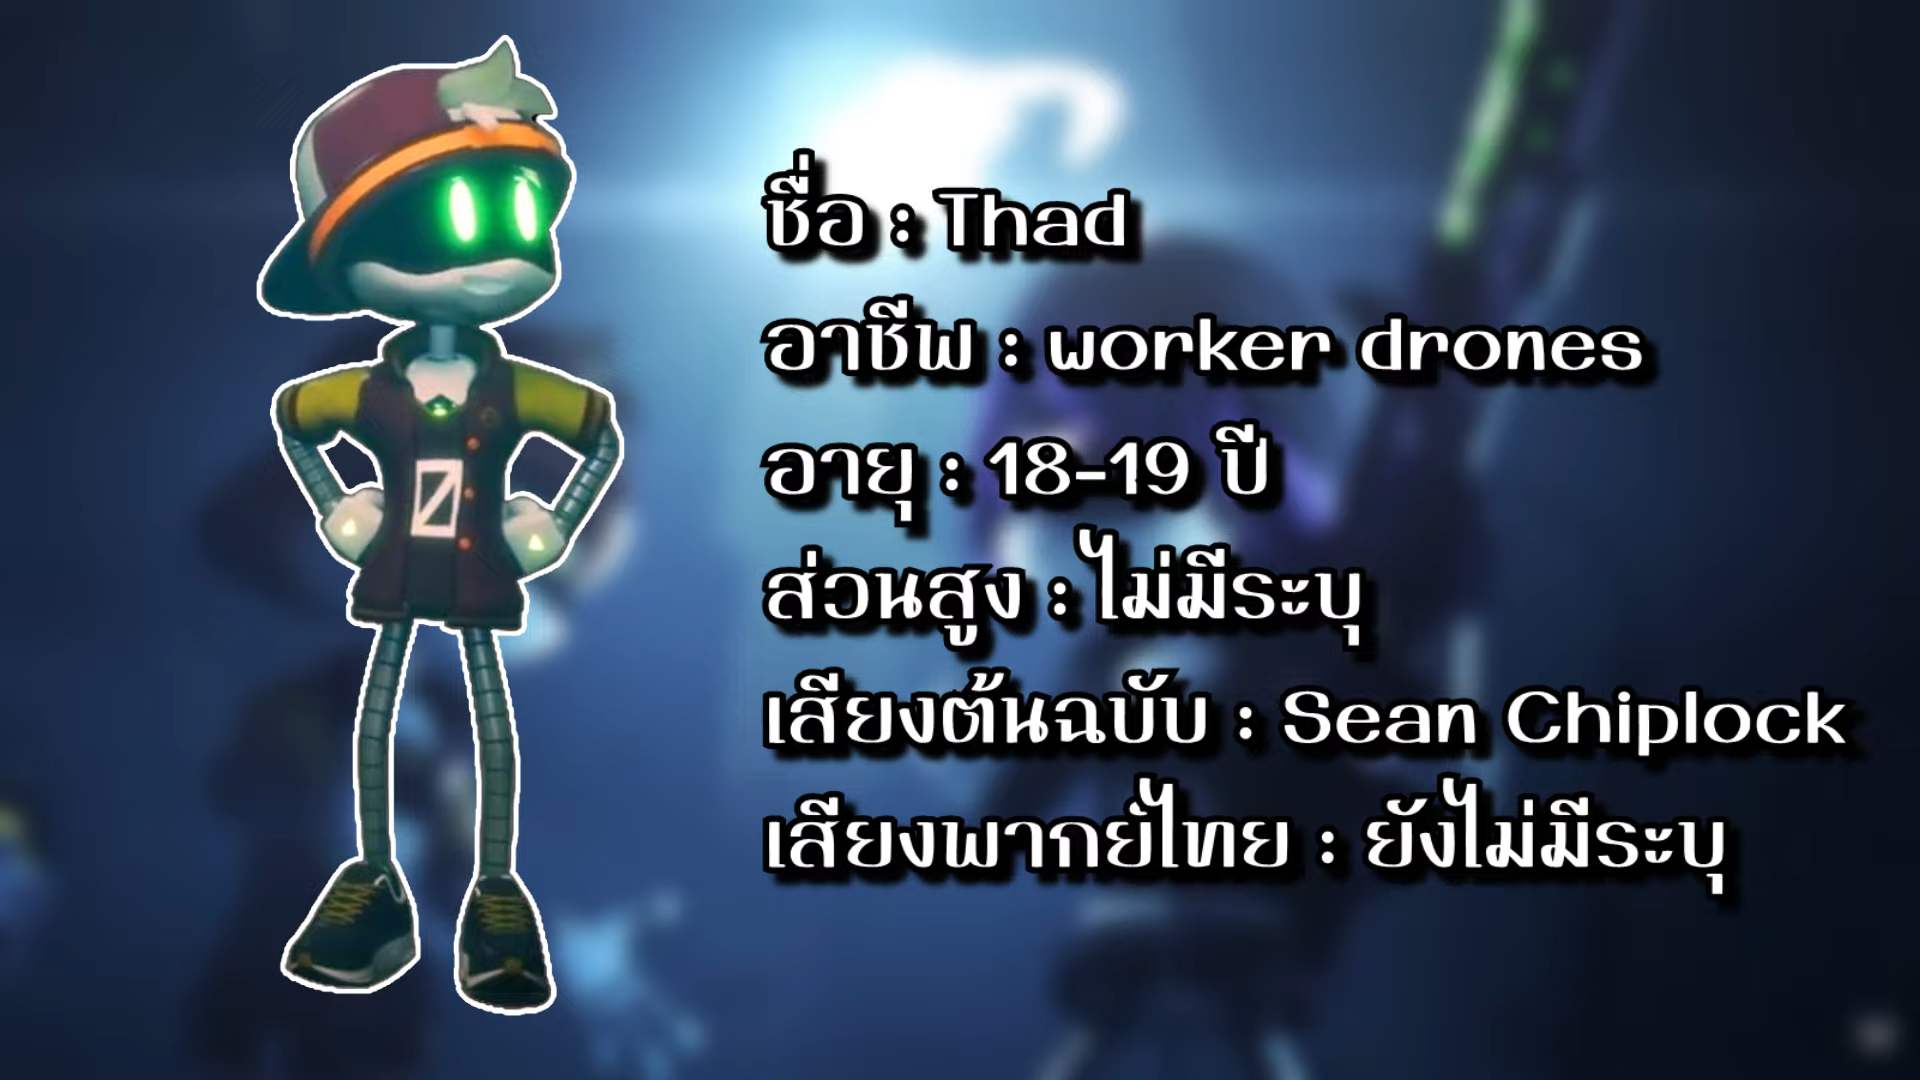 ชื่อ : Thad
อาชีพ : worker drones
อายุ : 18-19 ปี
ส่วนสูง : ไม่มีระบุ
เสียงต้นฉบับ : Sean Chiplock
เสียงพากย์ไทย : ยังไม่มีระบุ
0